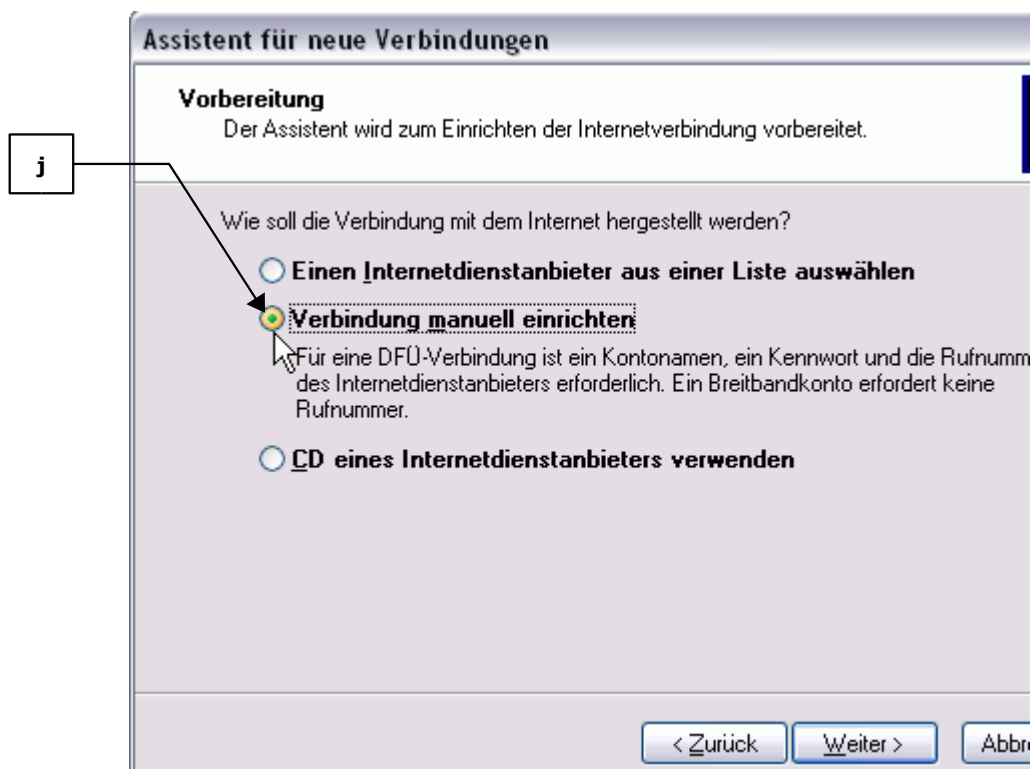 Assistent für neue Verbindungen
Vorbereitung
Der Assistent wird zum Einrichten der Internetverbindung vorbereitet.
j
Wie soll die Verbindung mit dem Internet hergestellt werden?
Einen Internetdienstanbieter aus einer Liste auswählen
Verbindung manuell einrichten
Für eine DFÜ-Verbindung ist ein Kontonamen, ein Kennwort und die Rufnumm
des Internetdienstanbieters erforderlich. Ein Breitbandkonto erfordert keine
Rufnummer.
CD eines Internetdienstanbieters verwenden
< Zurück
Weiter >
Abbre